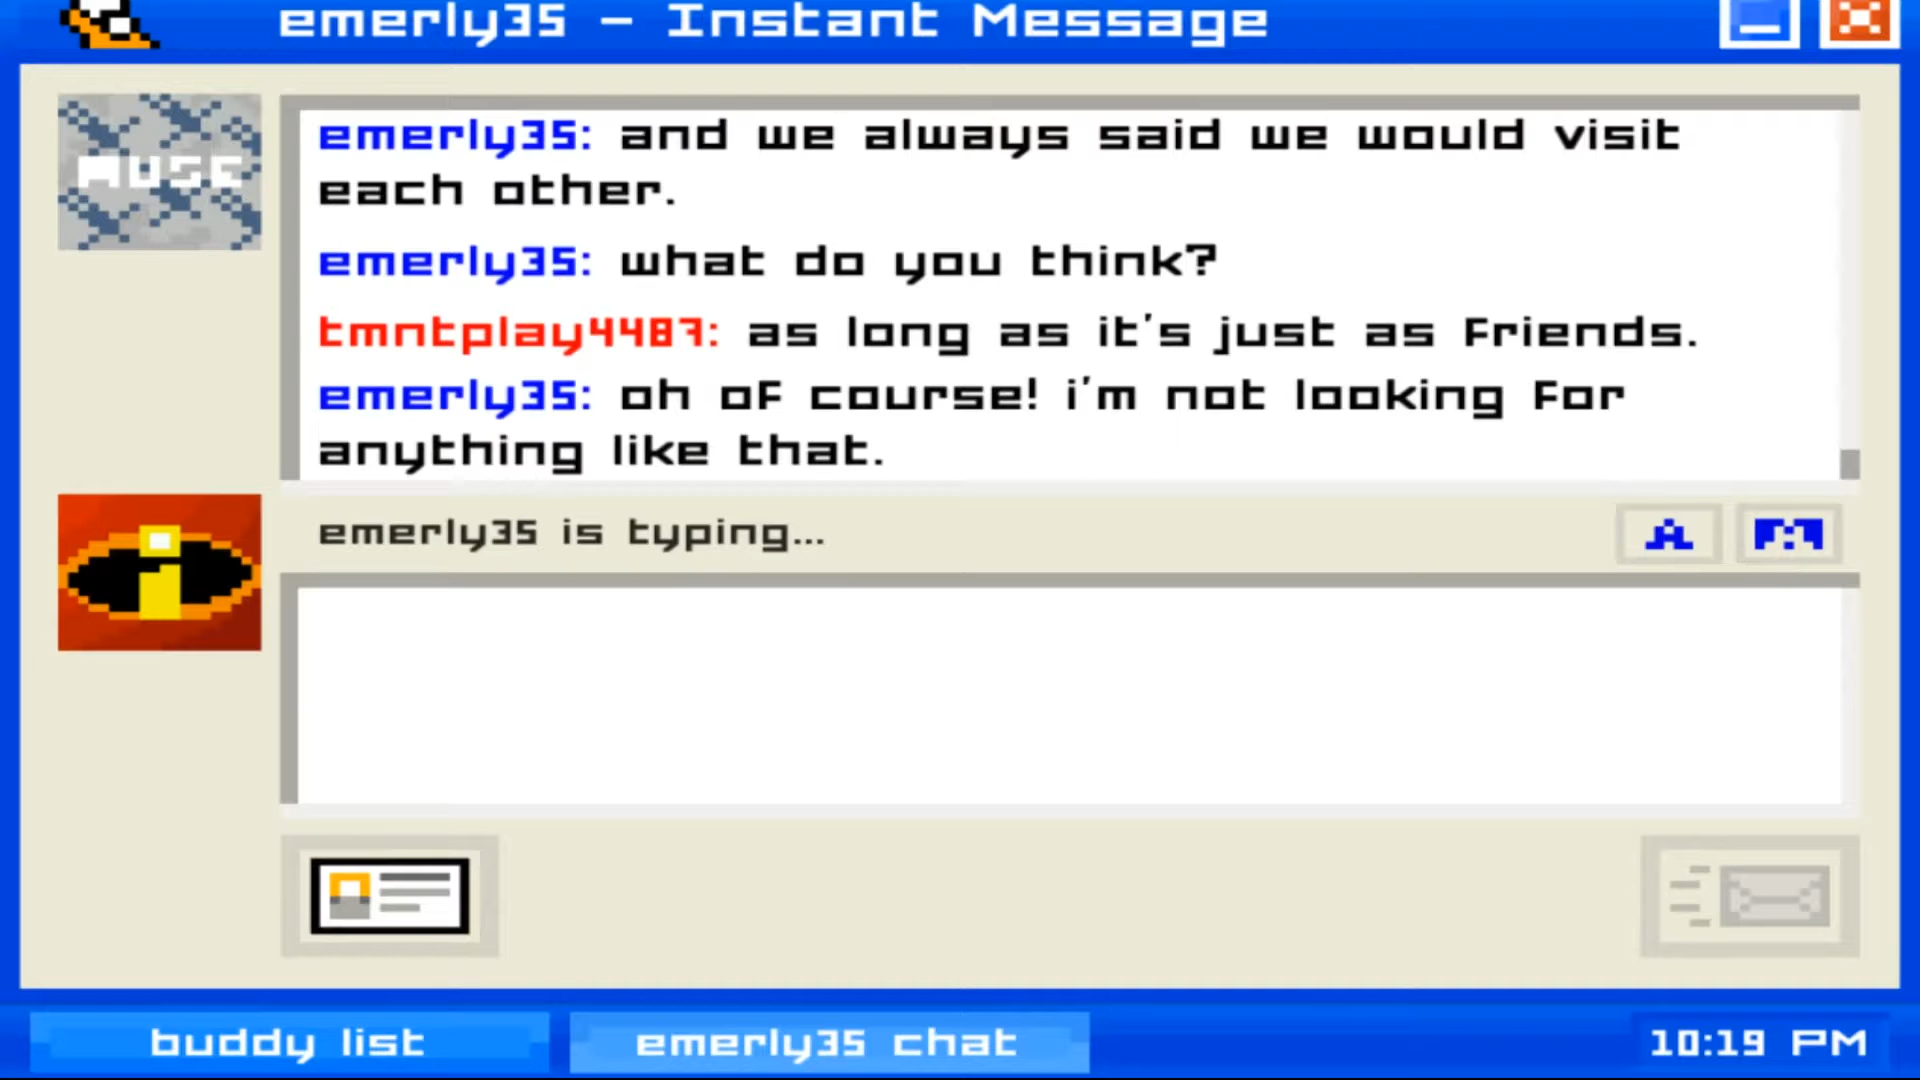 emerly35 - Instant Message
MUSE
emerly35: and we always said we would visit
each other.
emerly35: what do you think?
tmntplay4487: as long as it's just as friends.
emerly35: oh of course! i'm not looking for
anything like that.
emerly35 is typing...
A
buddy list
emerly35 chat
10:19 PM